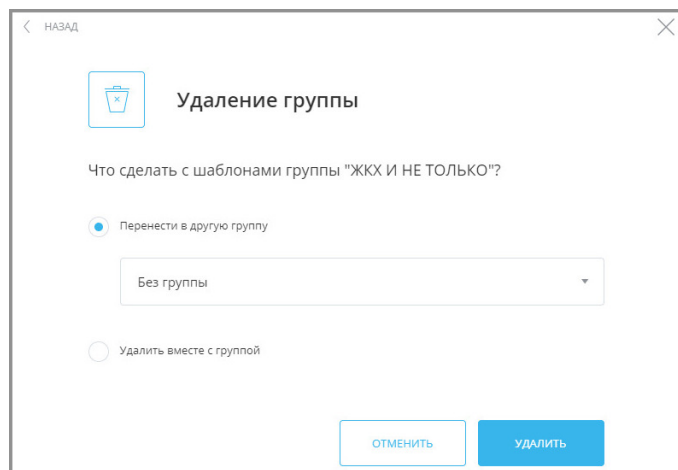 НАЗАД
Удаление группы
Что сделать с шаблонами группы "ЖКХ И НЕ ТОЛЬКО"?
Перенести в другую группу
Без группы
Удалить вместе с группой
ОТМЕНИТЬ
УДАЛИТЬ